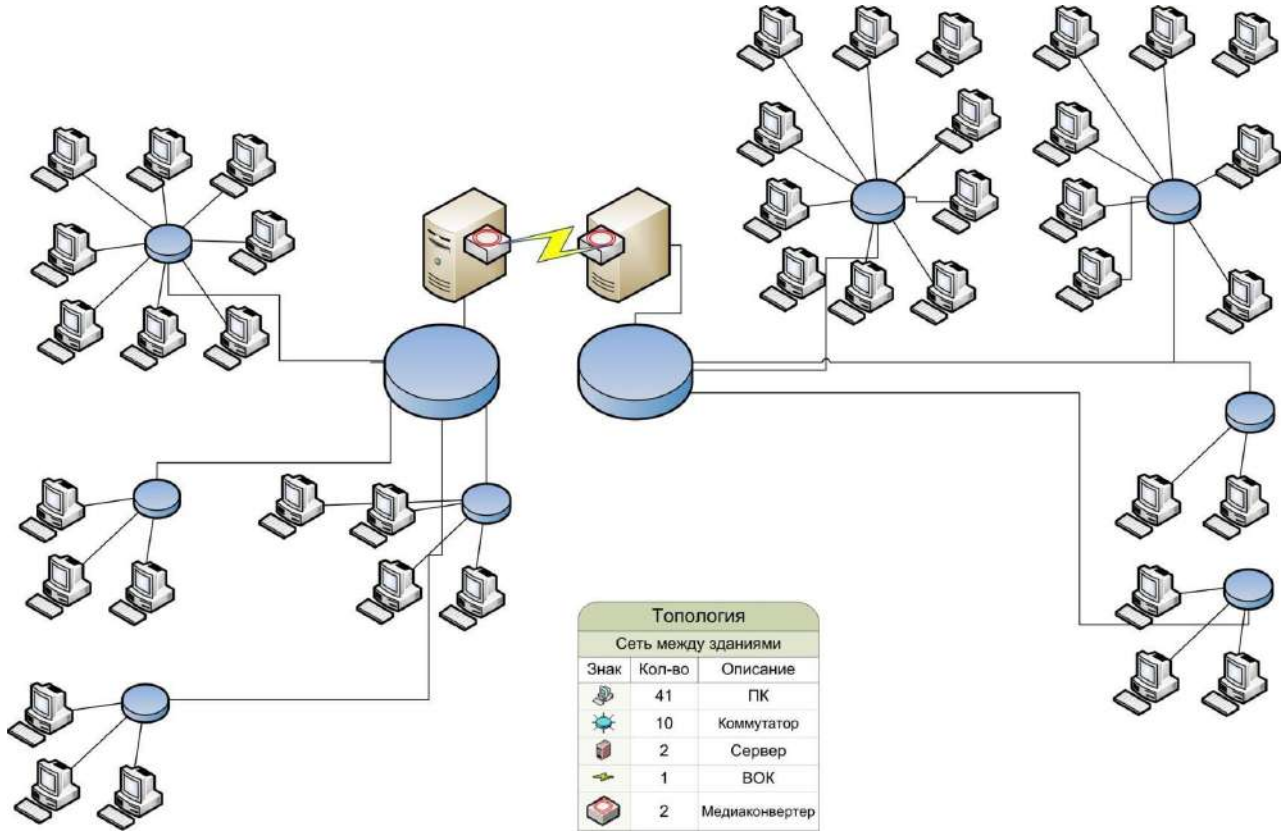 Топология
Сеть между зданиями
Знак Кол-во Описание
41 ПК
10 Коммутатор
2 Сервер
1 ВОК
2 Медиаконвертер